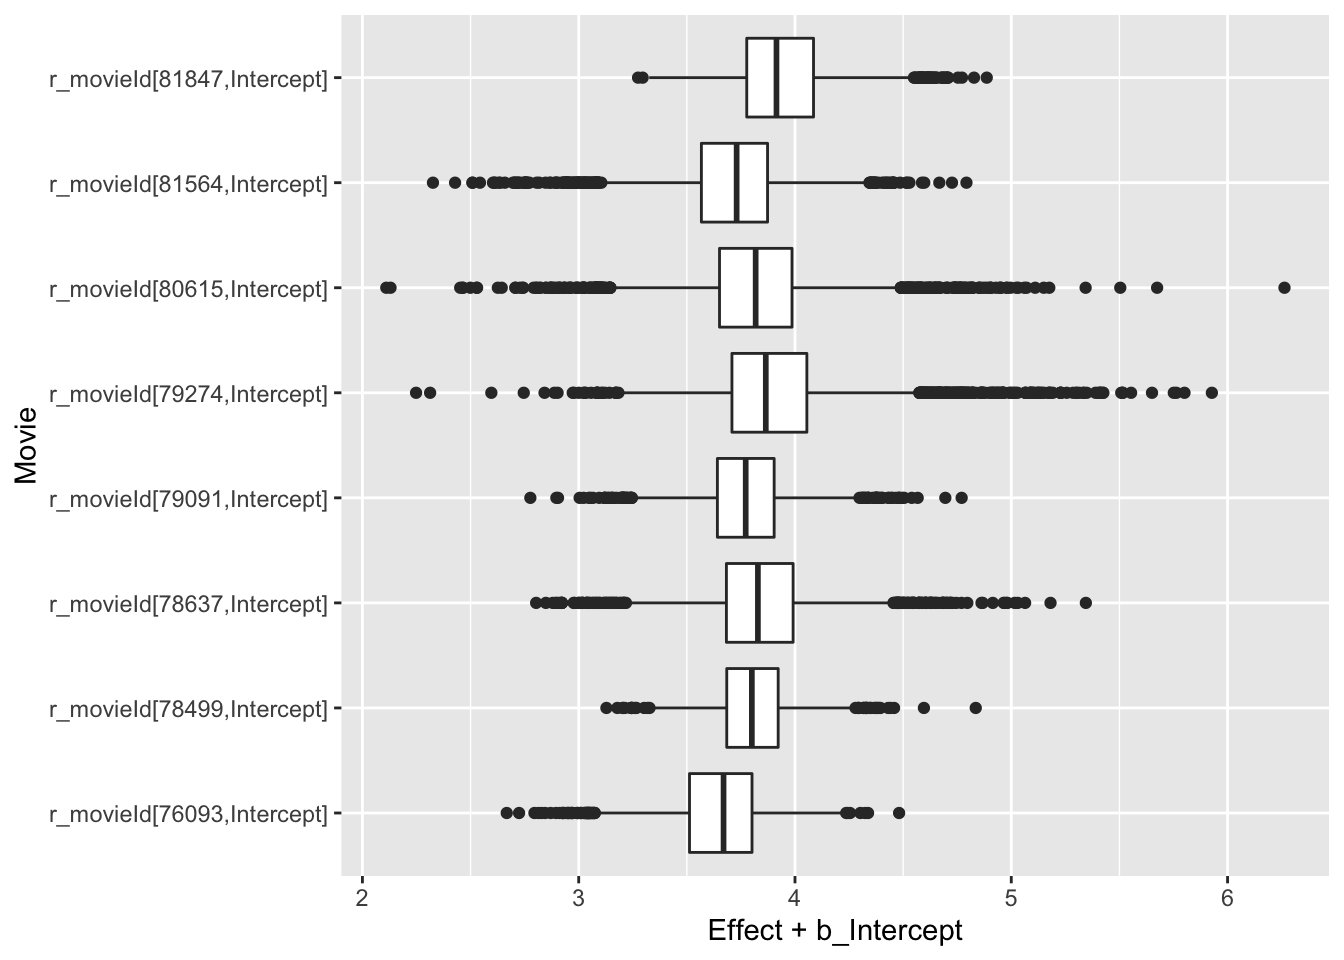 r_movieId[81847,Intercept]
r_movieId[81564,Intercept]
r_movieId[80615,Intercept]
r_movieId[79274,Intercept]
r_movieId[79091,Intercept]
r_movieId[78637,Intercept]
r_movieId[78499,Intercept]
r_movieId[76093,Intercept]
Movie
2 3 4 5 6
Effect + b_Intercept